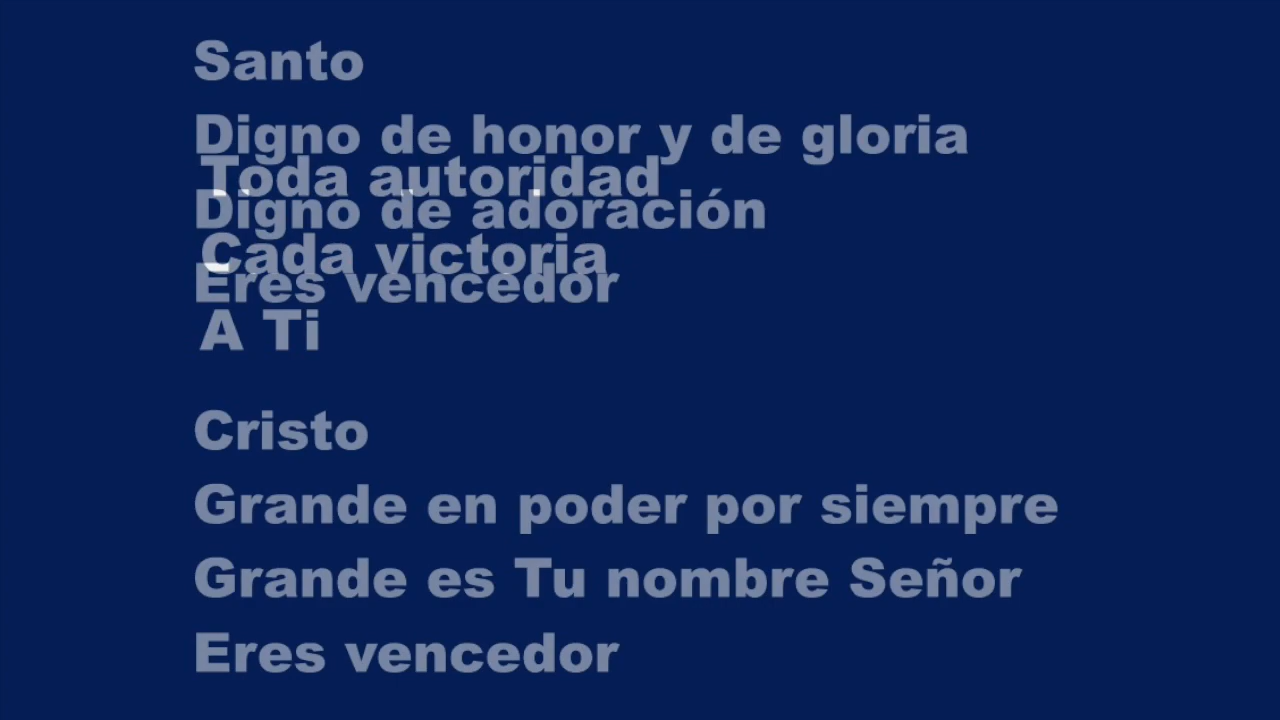 Santo
Digno de honor y de gloria
Toda autoridad
Digno de adoración
Cada victoria
Eres vencedor
A Ti
Cristo
Grande en poder por siempre
Grande es Tu nombre Señor
Eres vencedor